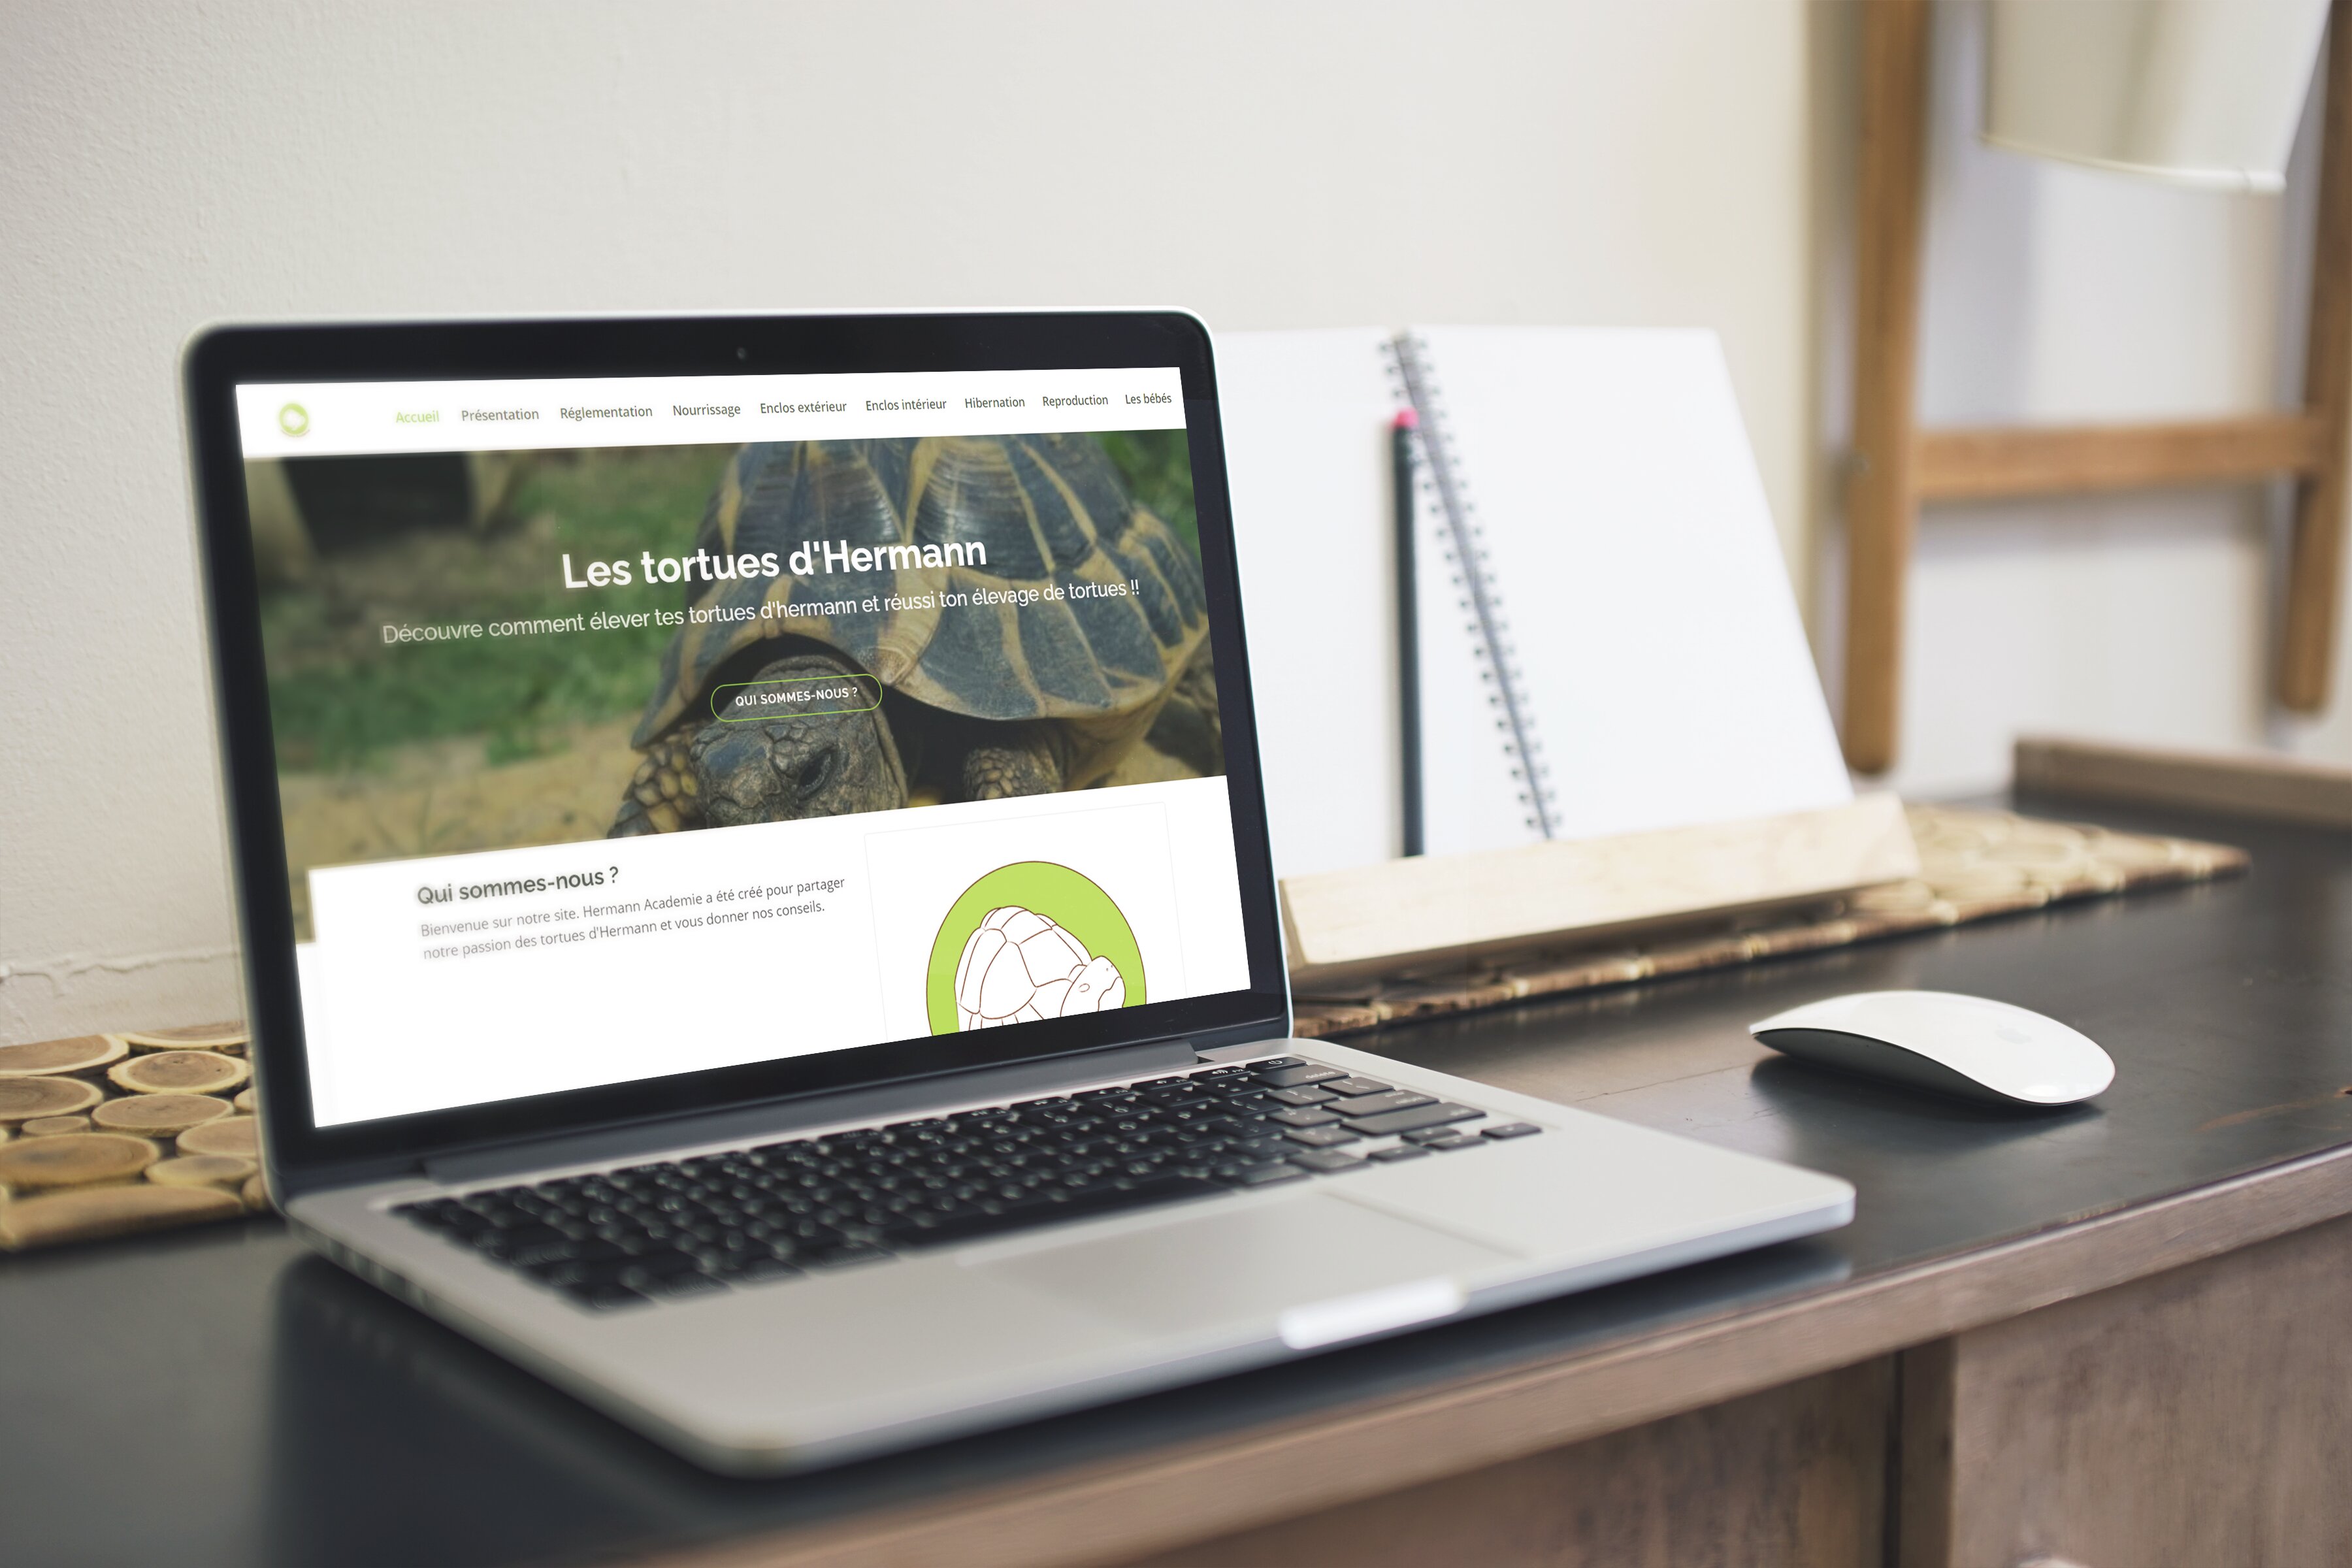 Accueil Présentation Réglementation Nourrissage Enclos extérieur Enclos intérieur Hibernation Reproduction Les bébés
Les tortues d'Hermann
Découvre comment élever tes tortues d'hermann et réussi ton élevage de tortues !!
QUI SOMMES-NOUS ?
Qui sommes-nous ?
Bienvenue sur notre site. Hermann Academie a été créé pour partager
notre passion des tortues d'Hermann et vous donner nos conseils.